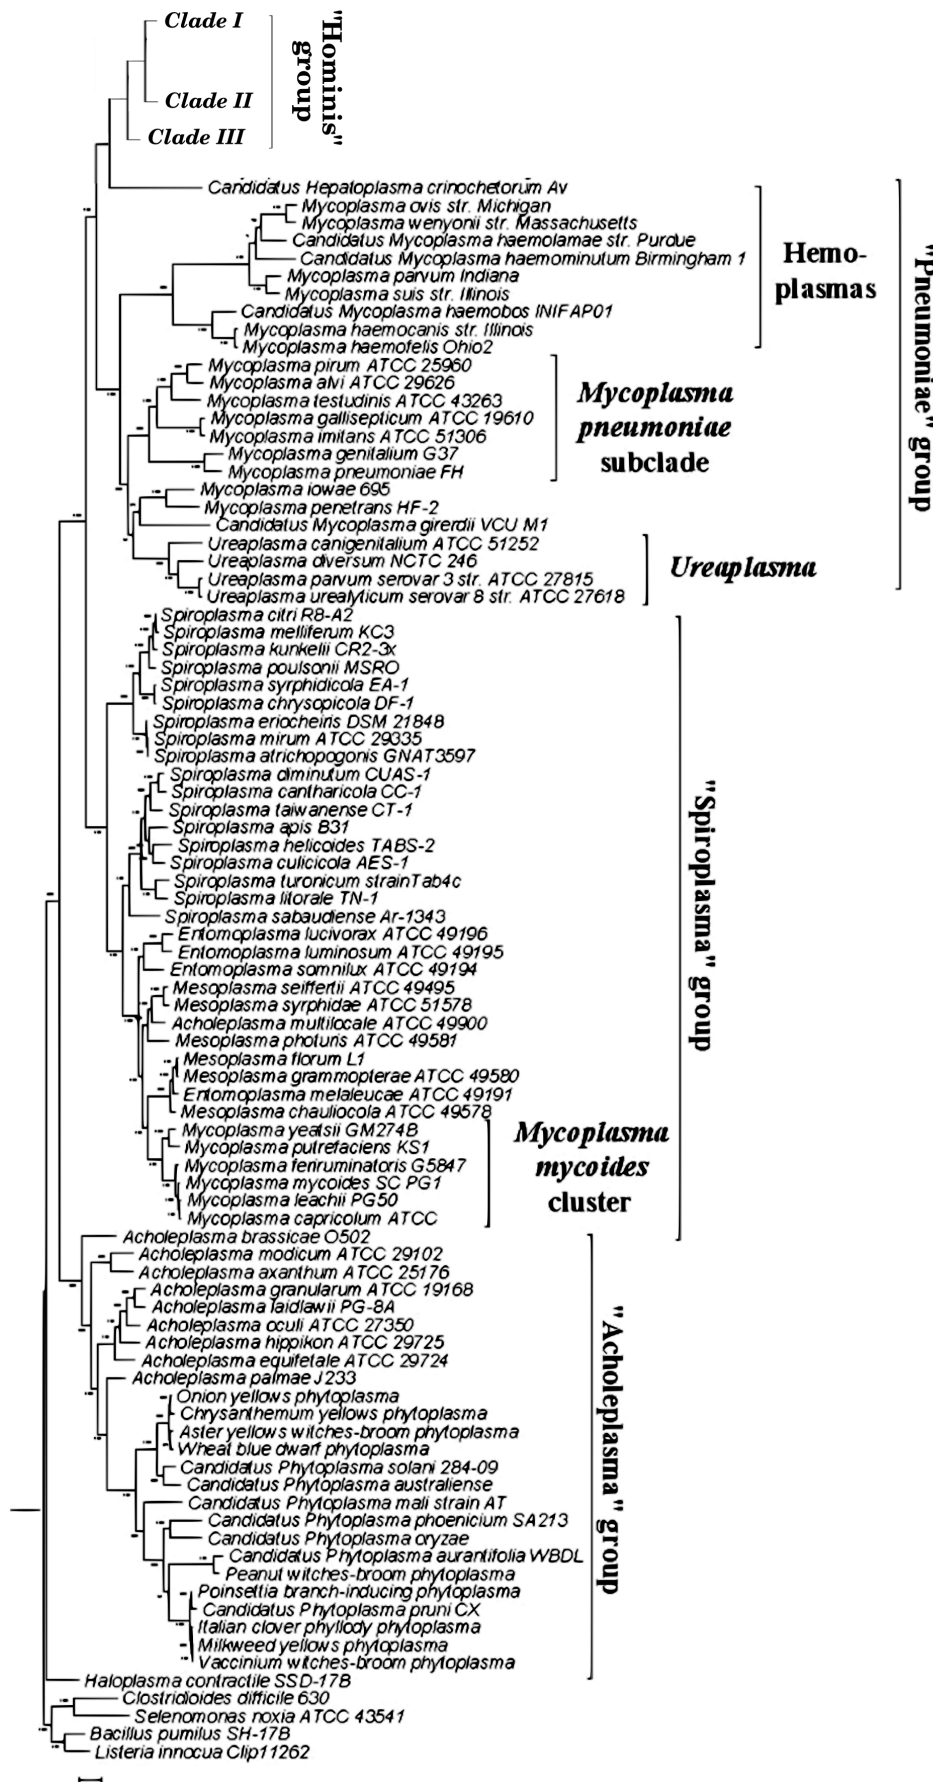 Clade I
Clade II
Clade III
"Hominis"
group
Candidatus Hepatoplasma crinochetorum Av
Mycoplasma ovis str. Michigan
Mycoplasma wenyonii str. Massachusetts
Candidatus Mycoplasma haemolamae str. Purdue
Candidatus Mycoplasma haemominutum Birmingham 1
Mycoplasma parvum Indiana
Mycoplasma suis str. Illinois
Candidatus Mycoplasma haemobos INIFAP01
Mycoplasma haemocanis str. Illinois
Mycoplasma haemofelis Ohio2
Hemo-
plasmas
Mycoplasma pirum ATCC 25960
Mycoplasma alvi ATCC 29626
Mycoplasma testudinis ATCC 43263
Mycoplasma gallisepticum ATCC 19610
Mycoplasma imitans ATCC 51306
Mycoplasma genitalium G37
Mycoplasma pneumoniae FH
Mycoplasma
pneumoniae
subclade
Mycoplasma iowae 695
Mycoplasma penetrans HF-2
Candidatus Mycoplasma girerdii VCU M1
Ureaplasma canigenitalium ATCC 51252
Ureaplasma diversum NCTC 246
Ureaplasma parvum serovar 3 str. ATCC 27815
Ureaplasma urealyticum serovar 8 str. ATCC 27618
Ureaplasma
"Pneumoniae" group
Spiroplasma citri R8-A2
Spiroplasma melliferum KC3
Spiroplasma kunkelii CR2-3x
Spiroplasma poulsonii MSRO
Spiroplasma syrphidicola EA-1
Spiroplasma chrysopicola DF-1
Spiroplasma eriocheiris DSM 21848
Spiroplasma mirum ATCC 29335
Spiroplasma atrichopogonis GNAT3597
Spiroplasma diminutum CUAS-1
Spiroplasma cantharicola CC-1
Spiroplasma taiwanense CT-1
Spiroplasma apis B31
Spiroplasma helicoides TABS-2
Spiroplasma culicicola AES-1
Spiroplasma turonicum strainTab4c
Spiroplasma litorale TN-1
Spiroplasma sabaudiense Ar-1343
Entomoplasma lucivorax ATCC 49196
Entomoplasma luminosum ATCC 49195
Entomoplasma somnilux ATCC 49194
Mesoplasma seiffertii ATCC 49495
Mesoplasma syrphidae ATCC 51578
Acholeplasma multilocale ATCC 49900
Mesoplasma photuris ATCC 49581
Mesoplasma florum L1
Mesoplasma grammopterae ATCC 49580
Entomoplasma melaleucae ATCC 49191
Mesoplasma chauliocola ATCC 49578
Mycoplasma yeatsii GM274B
Mycoplasma putrefaciens KS1
Mycoplasma feriruminatoris G5847
Mycoplasma mycoides SC PG1
Mycoplasma leachii PG50
Mycoplasma capricolum ATCC
Mycoplasma
mycoides
cluster
"Spiroplasma" group
Acholeplasma brassicae O502
Acholeplasma modicum ATCC 29102
Acholeplasma axanthum ATCC 25176
Acholeplasma granularum ATCC 19168
Acholeplasma laidlawii PG-8A
Acholeplasma oculi ATCC 27350
Acholeplasma hippikon ATCC 29725
Acholeplasma equifetale ATCC 29724
Acholeplasma palmae J233
Onion yellows phytoplasma
Chrysanthemum yellows phytoplasma
Aster yellows witches-broom phytoplasma
Wheat blue dwarf phytoplasma
Candidatus Phytoplasma solani 284-09
Candidatus Phytoplasma australiense
Candidatus Phytoplasma mali strain AT
Candidatus Phytoplasma phoenicium SA213
Candidatus Phytoplasma oryzae
Candidatus Phytoplasma aurantifolia WBDL
Peanut witches-broom phytoplasma
Poinsettia branch-inducing phytoplasma
Candidatus Phytoplasma pruni CX
Italian clover phyllody phytoplasma
Milkweed yellows phytoplasma
Vaccinium witches-broom phytoplasma
"Acholeplasma" group
Haloplasma contractile SSD-17B
Clostridioides difficile 630
Selenomonas noxia ATCC 43541
Bacillus pumilus SH-17B
Listeria innocua Clip11262